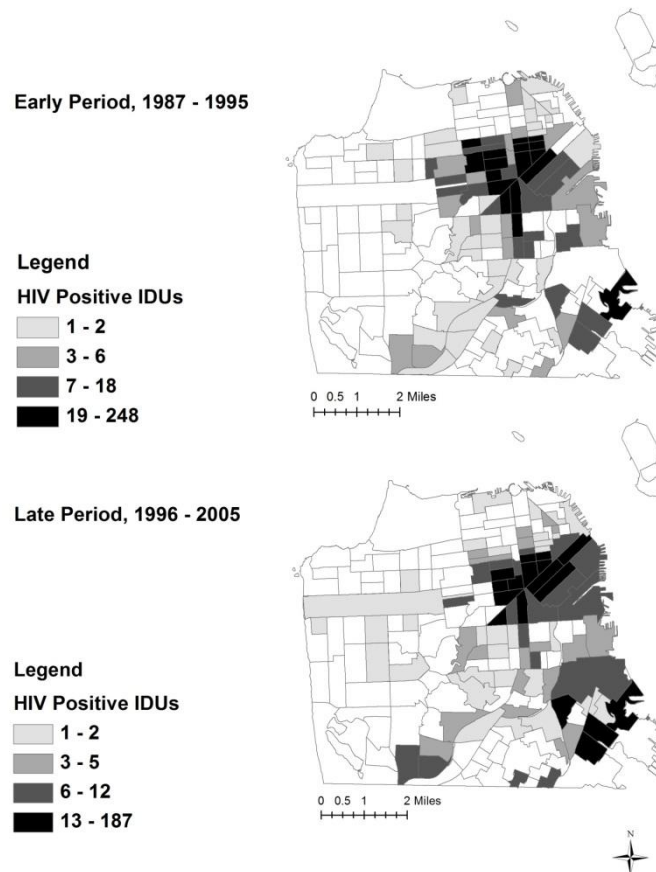 Early Period, 1987 - 1995
Legend
HIV Positive IDUs
1 - 2
3 - 6
7 - 18
19 - 248
0 0.5 1 2 Miles
Late Period, 1996 - 2005
Legend
HIV Positive IDUs
1 - 2
3 - 5
6 - 12
13 - 187
0 0.5 1 2 Miles
N